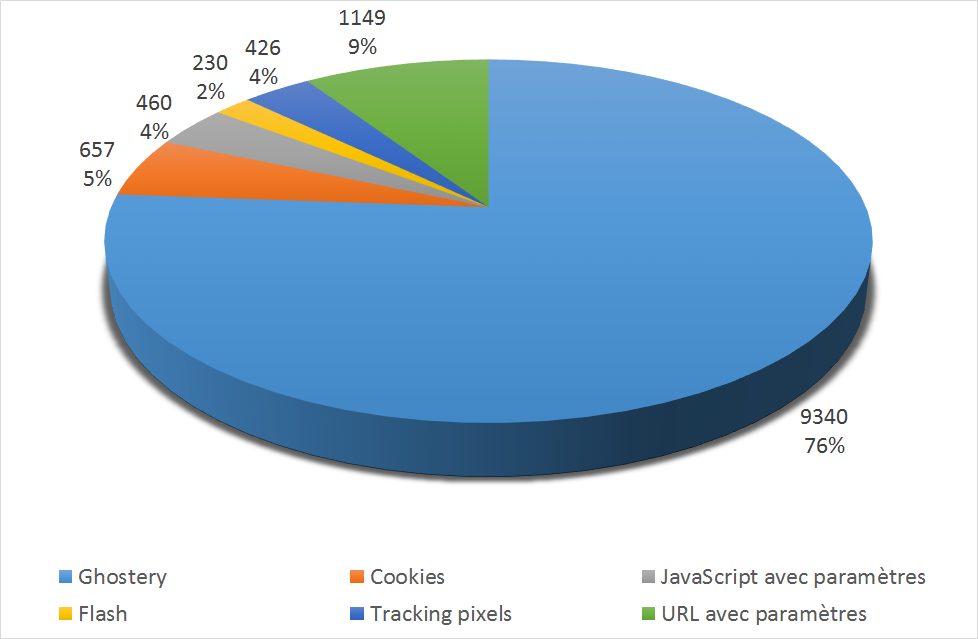 1149
9%
426
4%
230
2%
460
4%
657
5%
9340
76%
Ghostery
Cookies
JavaScript avec paramètres
Flash
Tracking pixels
URL avec paramètres